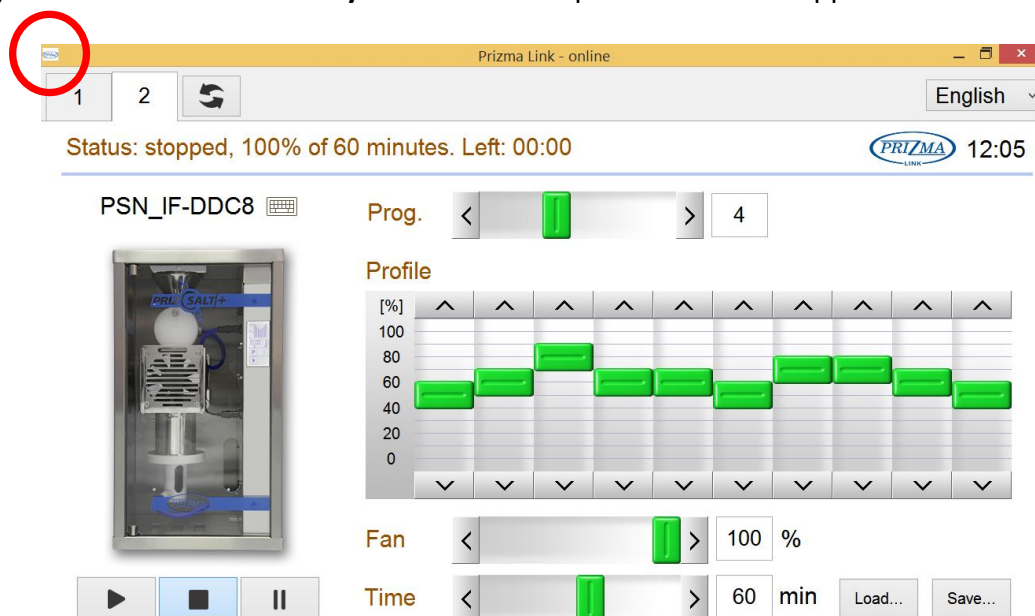 Prizma Link - online
1 2 English
Status: stopped, 100% of 60 minutes. Left: 00:00
PRIZMA LINK 12:05
PSN_IF-DDC8
Prog. 4
Profile
[%]
100
80
60
40
20
0
SALT+
Fan 100 %
Time 60 min Load... Save...